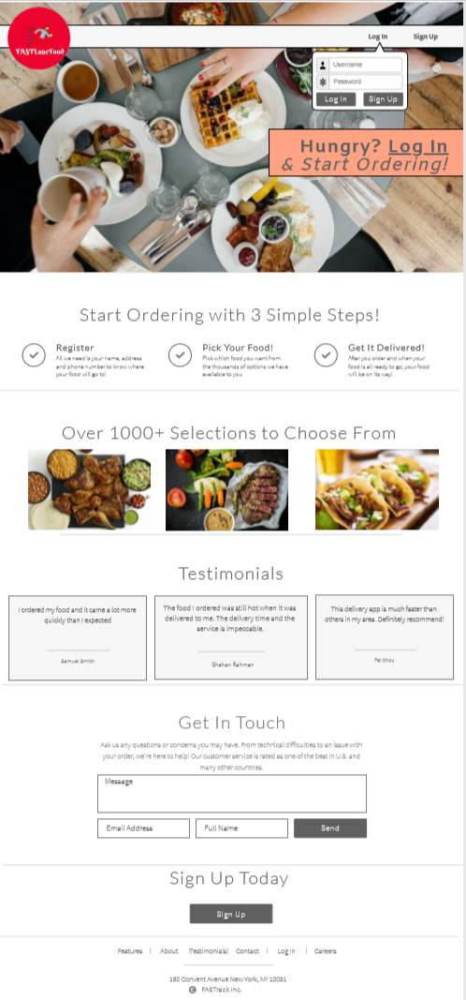 FASTLaneFood
Log In
Sign Up
Username
Password
Log In
Sign Up
Hungry? Log In
& Start Ordering!
Start Ordering with 3 Simple Steps!
Register
All we need is your name, address
and phone number to know where
your food will go to!
Pick Your Food!
Pick which food you want from
the thousands of options we have
available to you
Get It Delivered!
After you order and when your
food is all ready to go, your food
will be on its way!
Over 1000+ Selections to Choose From
Testimonials
I ordered my food and it came a lot more
quickly than I expected
Samuel Smith
The food I ordered was still hot when it was
delivered to me. The delivery time and the
service is impeccable.
Shahan Rahman
This delivery app is much faster than
others in my area. Definitely recommend!
Pei Xhou
Get In Touch
Ask us any questions or concerns you may have. From technical difficulties to an issue with
your order, we're here to help! Our customer service is rated as one of the best in U.S. and
many other countries.
Message
Email Address
Full Name
Send
Sign Up Today
Sign Up
Features | About |Testimonials| Contact | Log In | Careers
160 Convent Avenue New York, NY 10031
© FASTrack Inc.